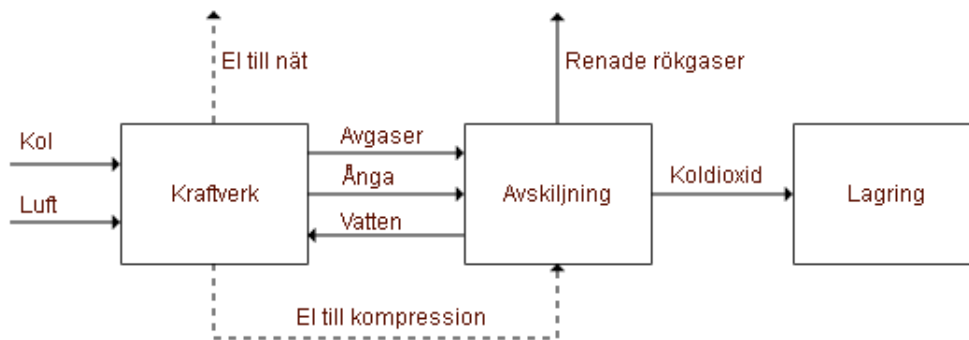 El till nät
Renade rökgaser
Kol
Avgaser
Koldioxid
Kraftverk
Ånga
Avskiljning
Lagring
Luft
Vatten
El till kompression